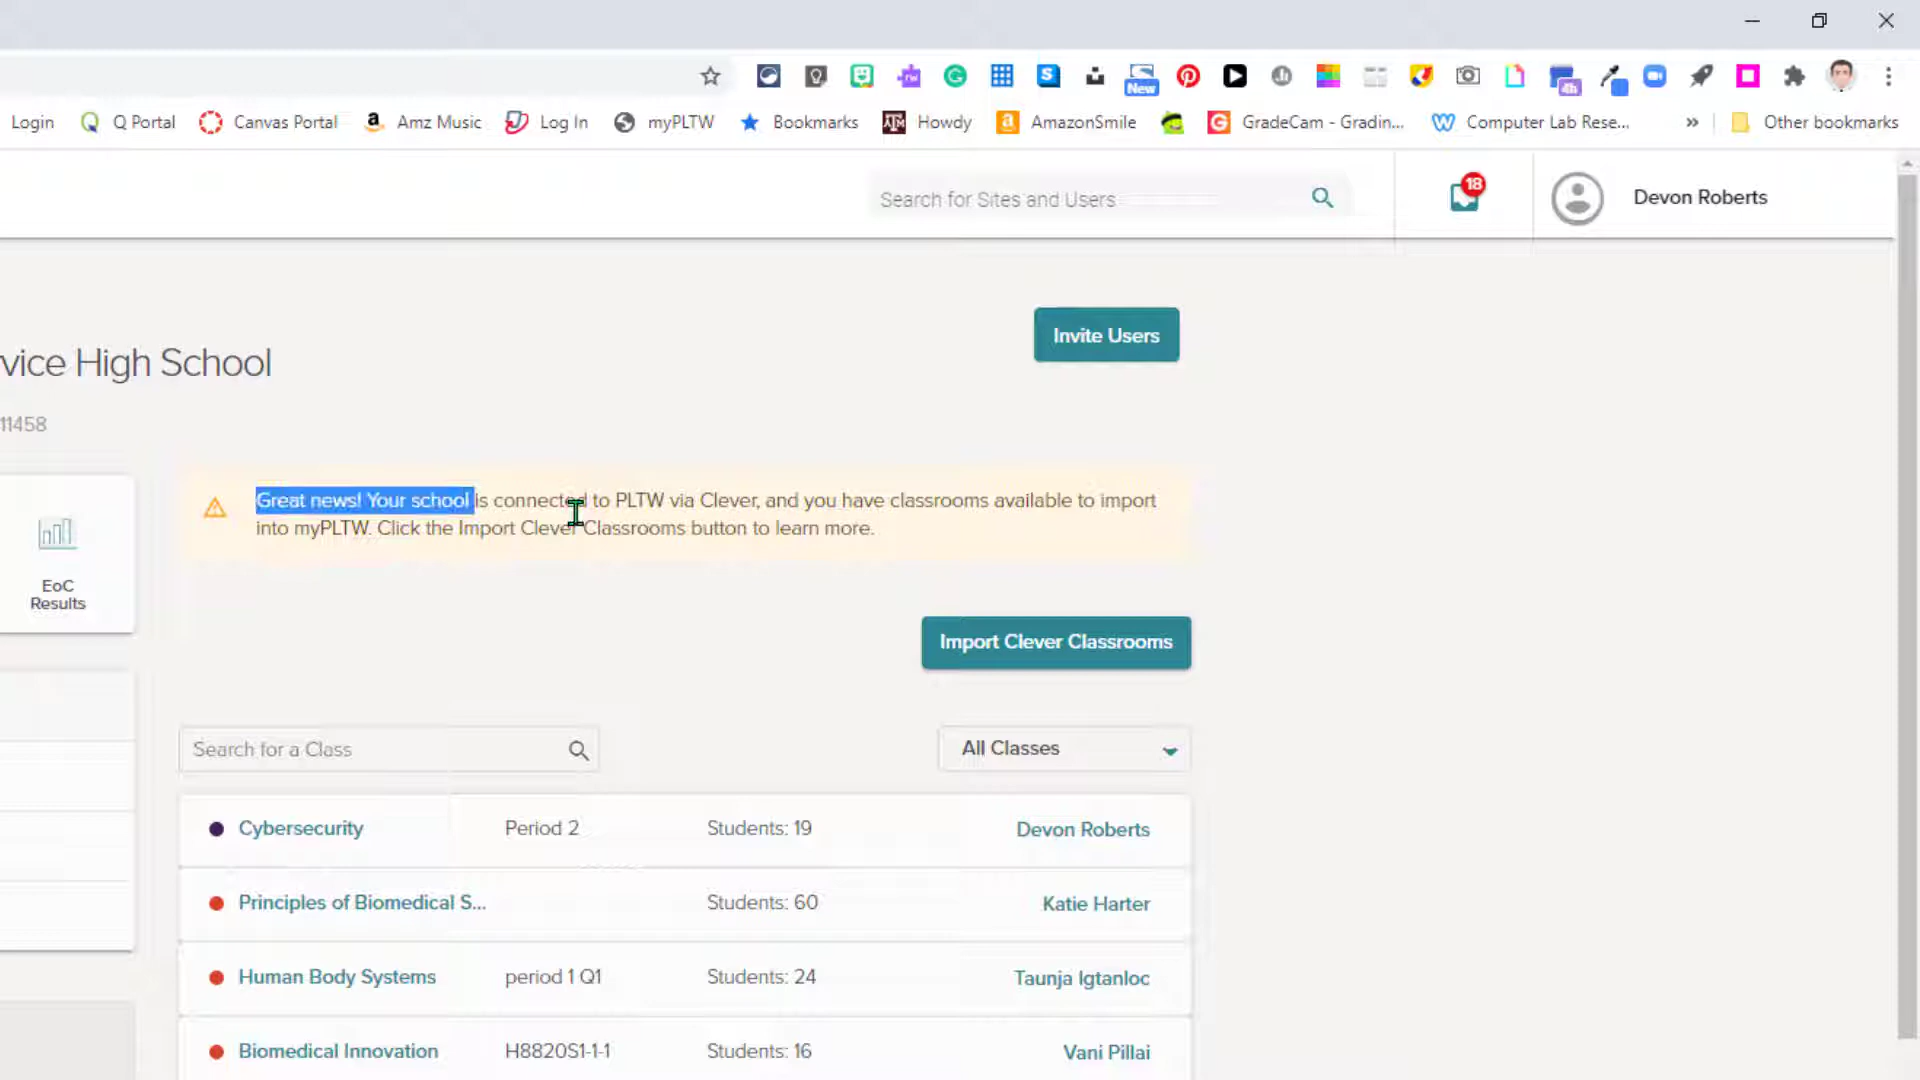 New
4h
Login
Q Portal
Canvas Portal
Amz Music
Log In
myPLTW
Bookmarks
Howdy
AmazonSmile
GradeCam - Gradin...
Computer Lab Rese...
»
Other bookmarks
Search for Sites and Users
18
Devon Roberts
Invite Users
vice High School
11458
Great news! Your school is connected to PLTW via Clever, and you have classrooms available to import
into myPLTW. Click the Import Clever Classrooms button to learn more.
EoC
Results
Import Clever Classrooms
Search for a Class
All Classes
Cybersecurity Period 2 Students: 19 Devon Roberts
Principles of Biomedical S... Students: 60 Katie Harter
Human Body Systems period 1 Q1 Students: 24 Taunja Igtanloc
Biomedical Innovation H8820S1-1-1 Students: 16 Vani Pillai